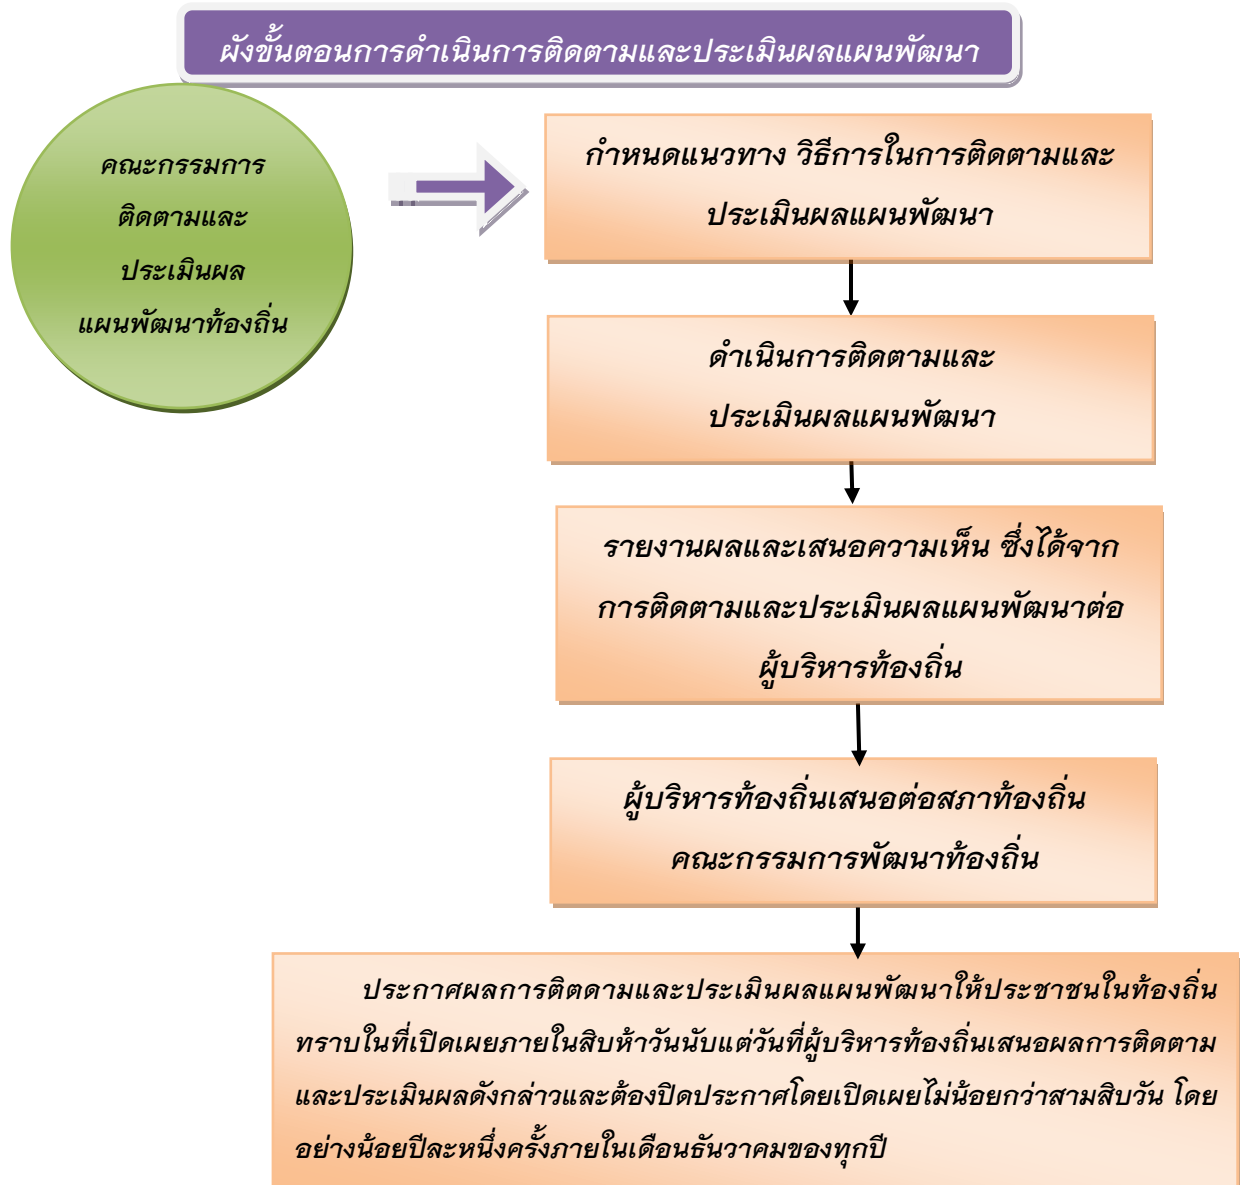 ผังขั้นตอนการดำเนินการติดตามและประเมินผลแผนพัฒนา
คณะกรรมการ
ติดตามและ
ประเมินผล
แผนพัฒนาท้องถิ่น
กำหนดแนวทาง วิธีการในการติดตามและ
ประเมินผลแผนพัฒนา
ดำเนินการติดตามและ
ประเมินผลแผนพัฒนา
รายงานผลและเสนอความเห็น ซึ่งได้จาก
การติดตามและประเมินผลแผนพัฒนาต่อ
ผู้บริหารท้องถิ่น
ผู้บริหารท้องถิ่นเสนอต่อสภาท้องถิ่น
คณะกรรมการพัฒนาท้องถิ่น
ประกาศผลการติตดามและประเมินผลแผนพัฒนาให้ประชาชนในท้องถิ่น
ทราบในที่เปิดเผยภายในสิบห้าวันนับแต่วันที่ผู้บริหารท้องถิ่นเสนอผลการติดตาม
และประเมินผลดังกล่าวและต้องปิดประกาศโดยเปิดเผยไม่น้อยกว่าสามสิบวัน โดย
อย่างน้อยปีละหนึ่งครั้งภายในเดือนธันวาคมของทุกปี